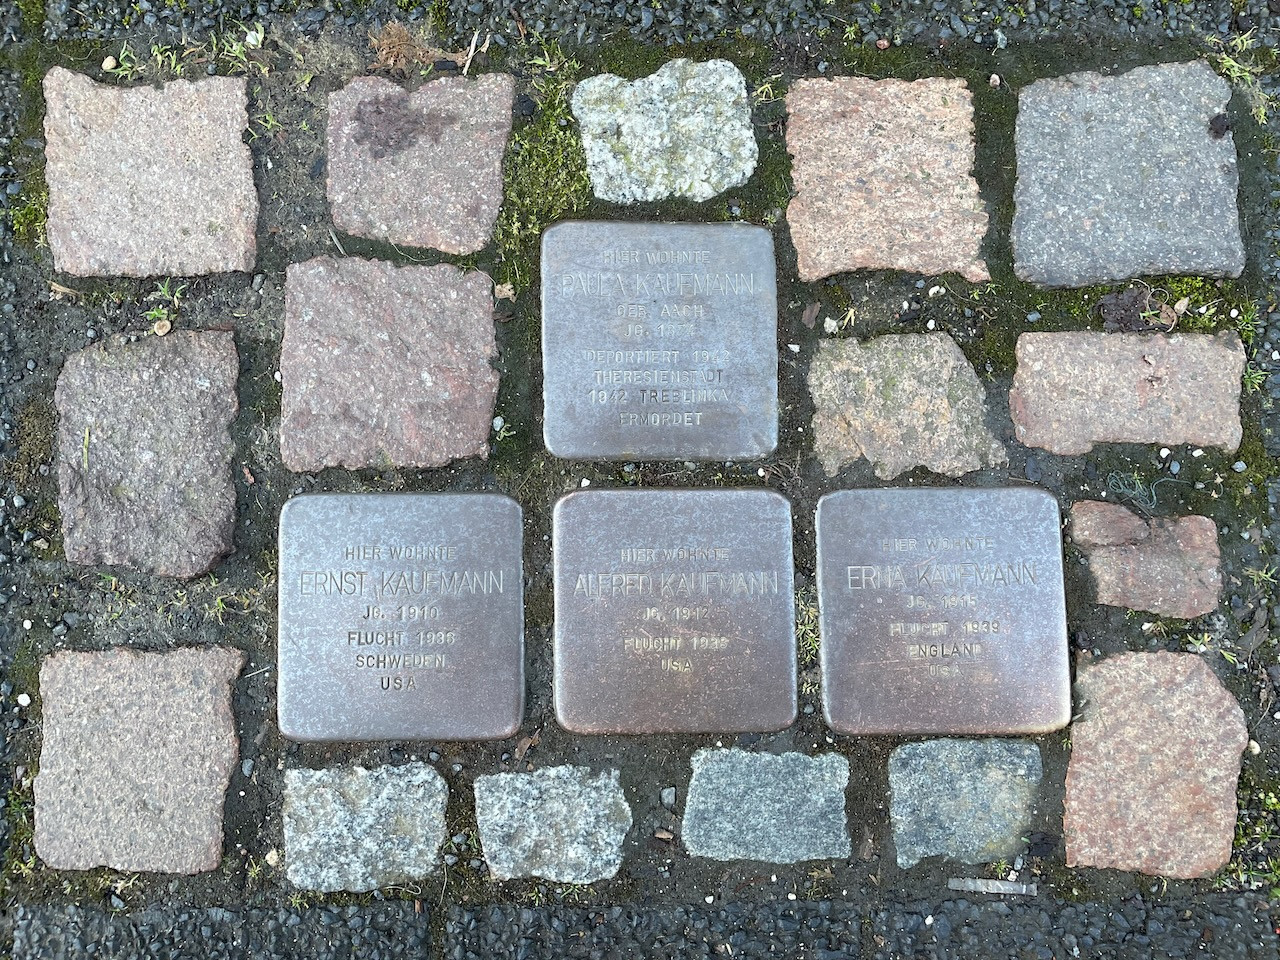 HIER WOHNTE
PAULA KAUFMANN
GEB. AACH
JG.
DEPORTIERT 1942
THERESIENSTADT
1942 TREBLINKA
ERMORDET
HIER WOHNTE
ERNST KAUFMANN
JG. 1910
FLUCHT 1936
SCHWEDEN
USA
HIER WOHNTE
ALFRED KAUFMANN
JG. 1912
FLUCHT
USA
HIER WOHNTE
ERNA KAUFMANN
JG. 1915
FLUCHT 1939
ENGLAND
USA